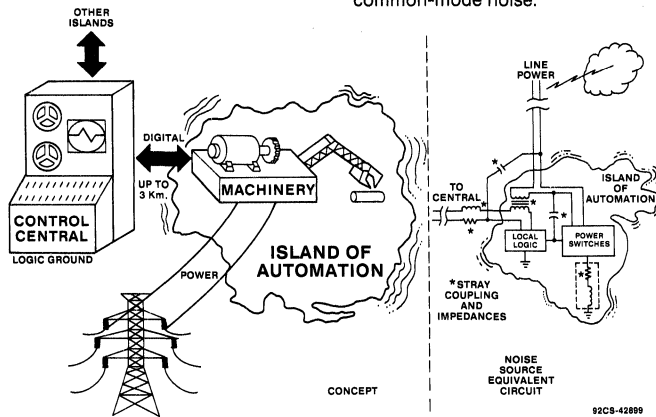 common-mode noise.
OTHER
ISLANDS
DIGITAL
UP TO
3 Km.
MACHINERY
CONTROL
CENTRAL
LOGIC GROUND
ISLAND OF
AUTOMATION
POWER
CONCEPT
LINE
POWER
ISLAND
OF
AUTOMATION
TO
CENTRAL
*
*
*
*
*
*
LOCAL
LOGIC
POWER
SWITCHES
*STRAY
COUPLING
AND
IMPEDANCES
NOISE
SOURCE
EQUIVALENT
CIRCUIT
92CS-42899